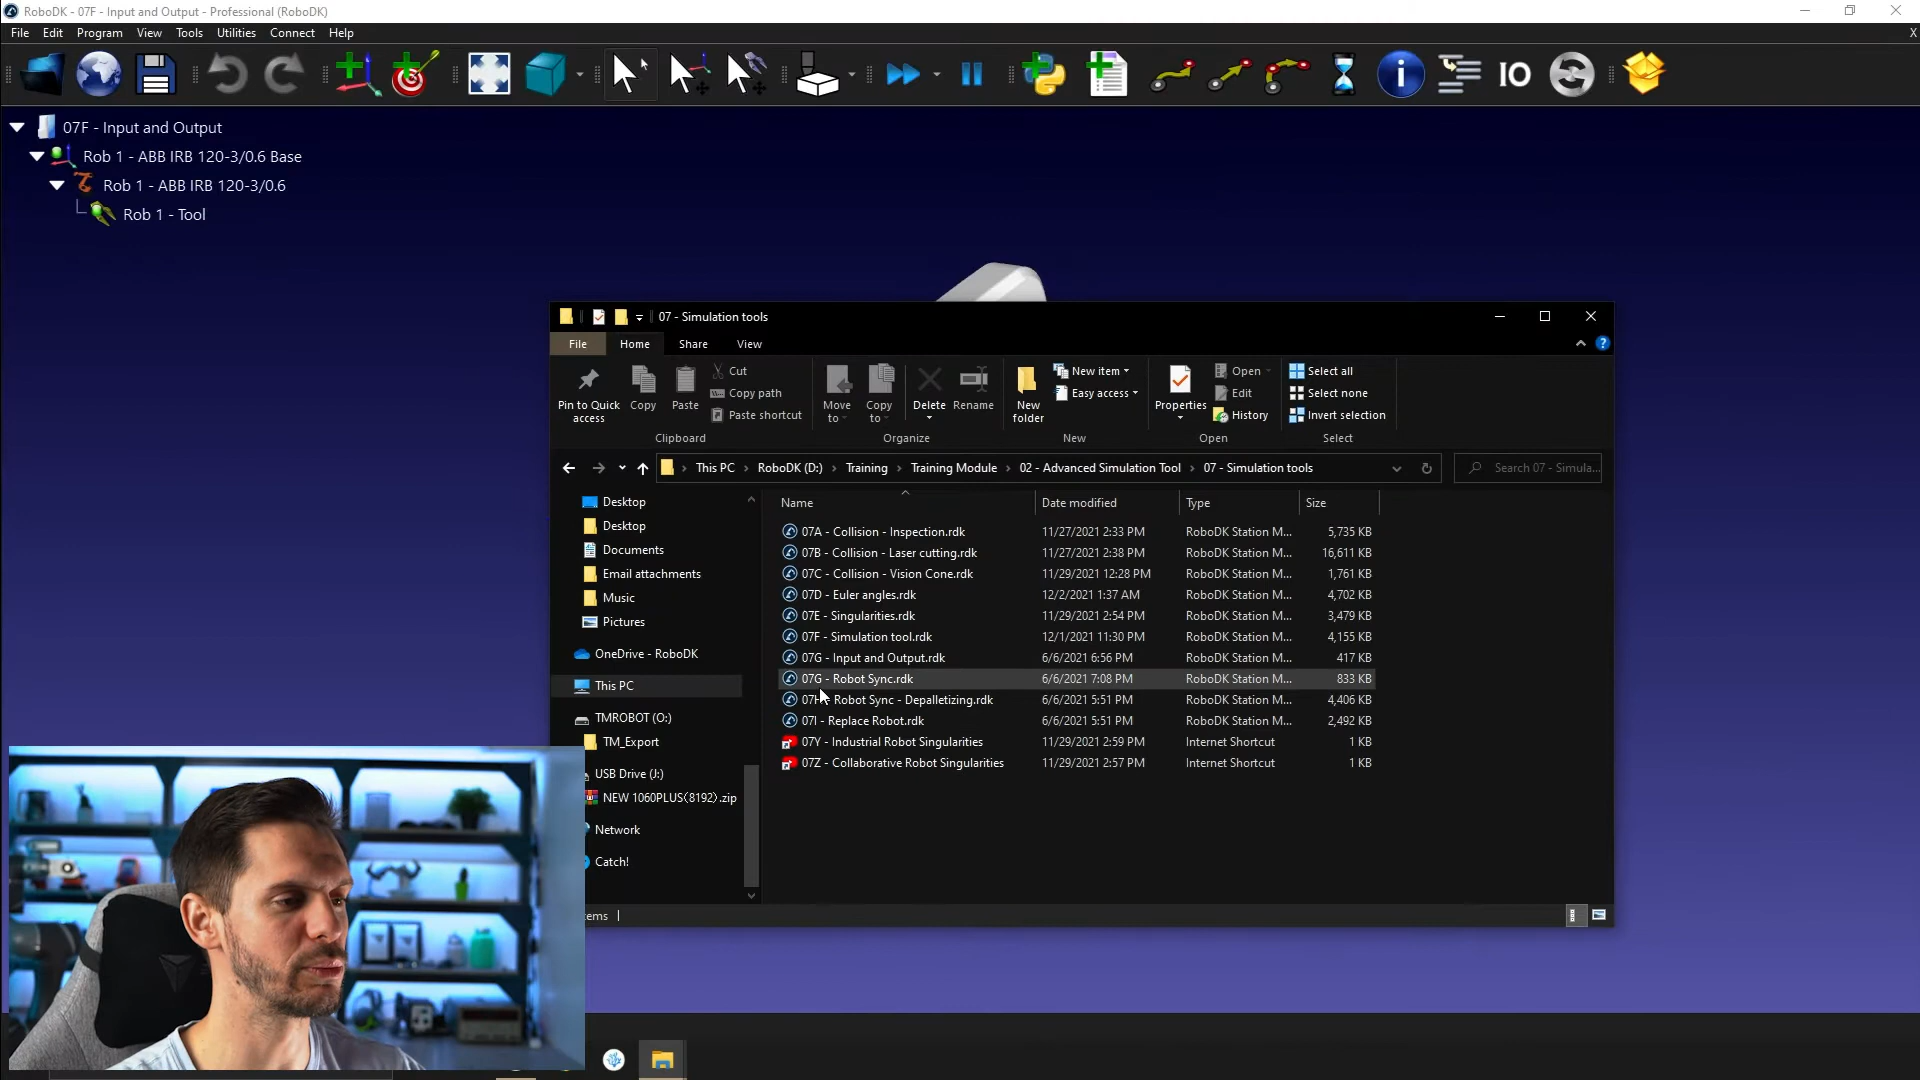 RoboDK - 07F - Input and Output - Professional (RoboDK)
File Edit Program View Tools Utilities Connect Help X
IO
07F - Input and Output
Rob 1 - ABB IRB 120-3/0.6 Base
Rob 1 - ABB IRB 120-3/0.6
Rob 1 - Tool
07 - Simulation tools
File Home Share View
Pin to Quick access
Copy
Paste
Cut
Copy path
Paste shortcut
Clipboard
Move to
Copy to
Delete
Rename
Organize
New folder
New item
Easy access
New
Properties
Open
Edit
History
Open
Select all
Select none
Invert selection
Select
This PC > RoboDK (D:) > Training > Training Module > 02 - Advanced Simulation Tool > 07 - Simulation tools
Search 07 - Simula...
Desktop
Desktop
Documents
Email attachments
Music
Pictures
OneDrive - RoboDK
This PC
TMROBOT (O:)
TM_Export
USB Drive (J:)
NEW 1060PLUS(8192).zip
Network
Catch!
Name Date modified Type Size
07A - Collision - Inspection.rdk 11/27/2021 2:33 PM RoboDK Station M... 5,735 KB
07B - Collision - Laser cutting.rdk 11/27/2021 2:38 PM RoboDK Station M... 16,611 KB
07C - Collision - Vision Cone.rdk 11/29/2021 12:28 PM RoboDK Station M... 1,761 KB
07D - Euler angles.rdk 12/2/2021 1:37 AM RoboDK Station M... 4,702 KB
07E - Singularities.rdk 11/29/2021 2:54 PM RoboDK Station M... 3,479 KB
07F - Simulation tool.rdk 12/1/2021 11:30 PM RoboDK Station M... 4,155 KB
07G - Input and Output.rdk 6/6/2021 6:56 PM RoboDK Station M... 417 KB
07G - Robot Sync.rdk 6/6/2021 7:08 PM RoboDK Station M... 833 KB
07H - Robot Sync - Depalletizing.rdk 6/6/2021 5:51 PM RoboDK Station M... 4,406 KB
07I - Replace Robot.rdk 6/6/2021 5:51 PM RoboDK Station M... 2,492 KB
07Y - Industrial Robot Singularities 11/29/2021 2:59 PM Internet Shortcut 1 KB
07Z - Collaborative Robot Singularities 11/29/2021 2:57 PM Internet Shortcut 1 KB
ems